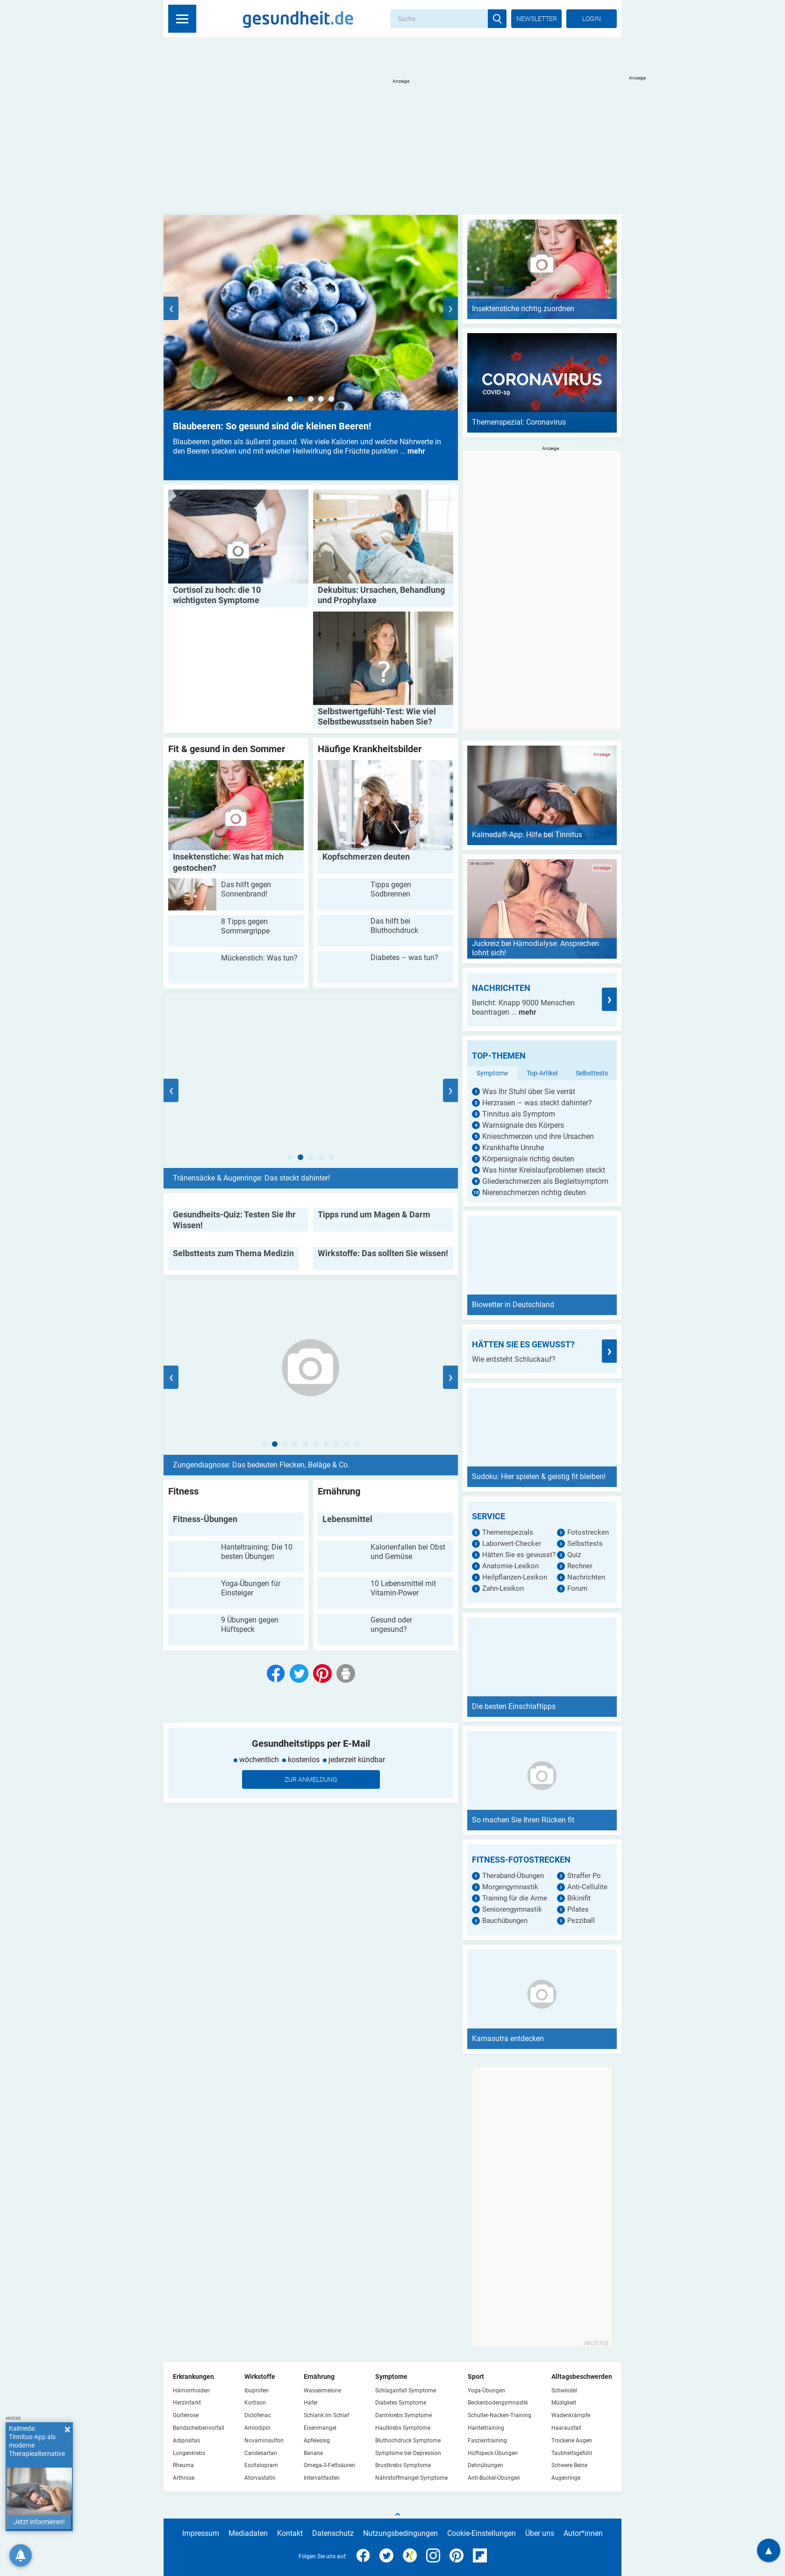 gesundheit.de
Suche
NEWSLETTER
LOGIN
Anzeige
Anzeige
Blaubeeren: So gesund sind die kleinen Beeren!
Blaubeeren gelten als äußerst gesund. Wie viele Kalorien und welche Nährwerte in
den Beeren stecken und mit welcher Heilwirkung die Früchte punkten ... mehr
Insektenstiche richtig zuordnen
CORONAVIRUS
COVID-19
Themenspezial: Coronavirus
Anzeige
Cortisol zu hoch: die 10
wichtigsten Symptome
Dekubitus: Ursachen, Behandlung
und Prophylaxe
?
Selbstwertgefühl-Test: Wie viel
Selbstbewusstsein haben Sie?
Fit & gesund in den Sommer
Insektenstiche: Was hat mich
gestochen?
Das hilft gegen
Sonnenbrand!
8 Tipps gegen
Sommergrippe
Mückenstich: Was tun?
Häufige Krankheitsbilder
Kopfschmerzen deuten
Tipps gegen
Sodbrennen
Das hilft bei
Bluthochdruck
Diabetes – was tun?
Anzeige
Kalmeda®-App: Hilfe bei Tinnitus
Anzeige
Juckreiz bei Hämodialyse: Ansprechen
lohnt sich!
NACHRICHTEN
Bericht: Knapp 9000 Menschen
beantragen ... mehr
TOP-THEMEN
Symptome
Top-Artikel
Selbsttests
1 Was Ihr Stuhl über Sie verrät
2 Herzrasen – was steckt dahinter?
3 Tinnitus als Symptom
4 Warnsignale des Körpers
5 Knieschmerzen und ihre Ursachen
6 Krankhafte Unruhe
7 Körpersignale richtig deuten
8 Was hinter Kreislaufproblemen steckt
9 Gliederschmerzen als Begleitsymptom
10 Nierenschmerzen richtig deuten
Tränensäcke & Augenringe: Das steckt dahinter!
Gesundheits-Quiz: Testen Sie Ihr
Wissen!
Tipps rund um Magen & Darm
Selbsttests zum Thema Medizin
Wirkstoffe: Das sollten Sie wissen!
Biowetter in Deutschland
HÄTTEN SIE ES GEWUSST?
Wie entsteht Schluckauf?
Zungendiagnose: Das bedeuten Flecken, Beläge & Co.
Sudoku: Hier spielen & geistig fit bleiben!
Fitness
Fitness-Übungen
Hanteltraining: Die 10
besten Übungen
Yoga-Übungen für
Einsteiger
9 Übungen gegen
Hüftspeck
Ernährung
Lebensmittel
Kalorienfallen bei Obst
und Gemüse
10 Lebensmittel mit
Vitamin-Power
Gesund oder
ungesund?
SERVICE
Themenspezials
Laborwert-Checker
Hätten Sie es gewusst?
Anatomie-Lexikon
Heilpflanzen-Lexikon
Zahn-Lexikon
Fotostrecken
Selbsttests
Quiz
Rechner
Nachrichten
Forum
Die besten Einschlaftipps
Gesundheitstipps per E-Mail
wöchentlich
kostenlos
jederzeit kündbar
ZUR ANMELDUNG
So machen Sie Ihren Rücken fit
FITNESS-FOTOSTRECKEN
Theraband-Übungen
Morgengymnastik
Training für die Arme
Seniorengymnastik
Bauchübungen
Straffer Po
Anti-Cellulite
Bikinifit
Pilates
Pezziball
Kamasutra entdecken
ANZEIGE
Erkrankungen
Hämorrhoiden
Herzinfarkt
Gürtelrose
Bandscheibenvorfall
Adipositas
Lungenkrebs
Rheuma
Arthrose
Wirkstoffe
Ibuprofen
Kortison
Diclofenac
Amlodipin
Novaminsulfon
Candesartan
Escitalopram
Atorvastatin
Ernährung
Wassermelone
Hafer
Schlank im Schlaf
Eisenmangel
Apfelessig
Banane
Omega-3-Fettsäuren
Intervallfasten
Symptome
Schlaganfall Symptome
Diabetes Symptome
Darmkrebs Symptome
Hautkrebs Symptome
Bluthochdruck Symptome
Symptome bei Depression
Brustkrebs Symptome
Nährstoffmangel Symptome
Sport
Yoga-Übungen
Beckenbodengymnastik
Schulter-Nacken-Training
Hanteltraining
Faszientraining
Hüftspeck-Übungen
Dehnübungen
Anti-Buckel-Übungen
Alltagsbeschwerden
Schwindel
Müdigkeit
Wadenkrämpfe
Haarausfall
Trockene Augen
Taubheitsgefühl
Schwere Beine
Augenringe
ANZEIGE
Kalmeda:
Tinnitus-App als
moderne
Therapiealternative
Jetzt informieren!
Impressum
Mediadaten
Kontakt
Datenschutz
Nutzungsbedingungen
Cookie-Einstellungen
Über uns
Autor*innen
Folgen Sie uns auf: